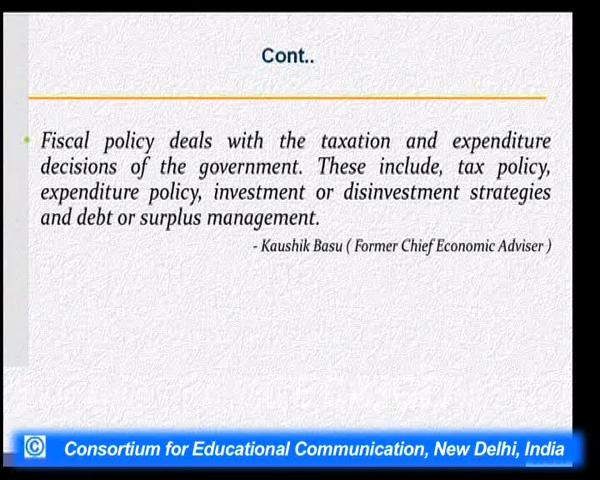 Cont..
Fiscal policy deals with the taxation and expenditure
decisions of the government. These include, tax policy,
expenditure policy, investment or disinvestment strategies
and debt or surplus management.
- Kaushik Basu ( Former Chief Economic Adviser )
© Consortium for Educational Communication, New Delhi, India